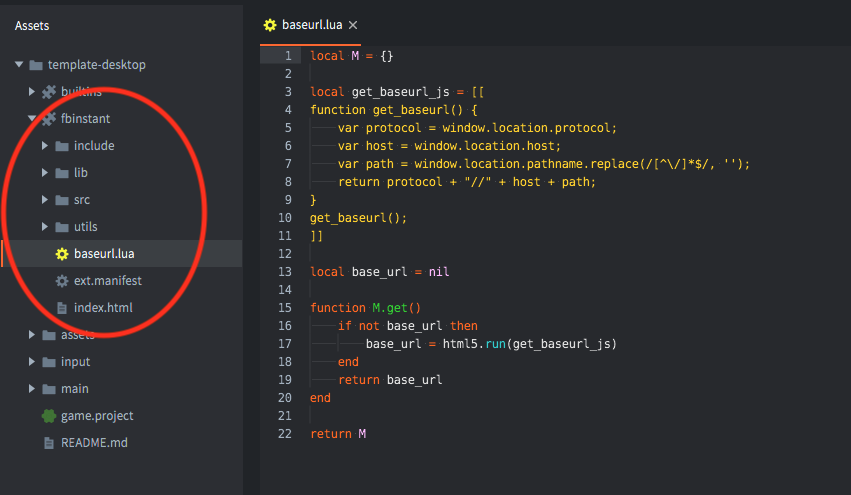 Assets
template-desktop
builtins
fbinstant
include
lib
src
utils
baseurl.lua
ext.manifest
index.html
assets
input
main
game.project
README.md
baseurl.lua ×
1 local M = {}
2
3 local get_baseurl_js = [[
4 function get_baseurl() {
5     var protocol = window.location.protocol;
6     var host = window.location.host;
7     var path = window.location.pathname.replace(/[^\/]*$/, '');
8     return protocol + "//" + host + path;
9 }
10 get_baseurl();
11 ]]
12
13 local base_url = nil
14
15 function M.get()
16     if not base_url then
17         base_url = html5.run(get_baseurl_js)
18     end
19     return base_url
20 end
21
22 return M